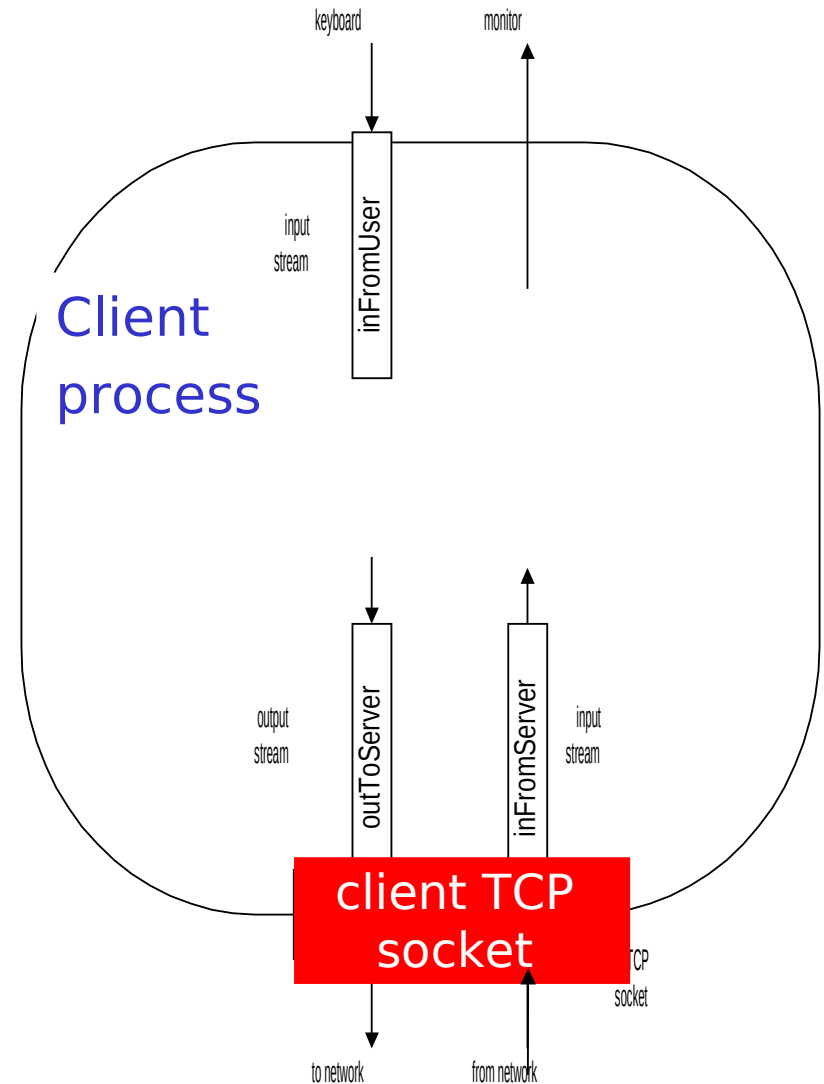 keyboard
monitor
input
stream
inFromUser
Client
process
output
stream
outToServer
inFromServer
input
stream
client TCP
socket
TCP
socket
to network
from network